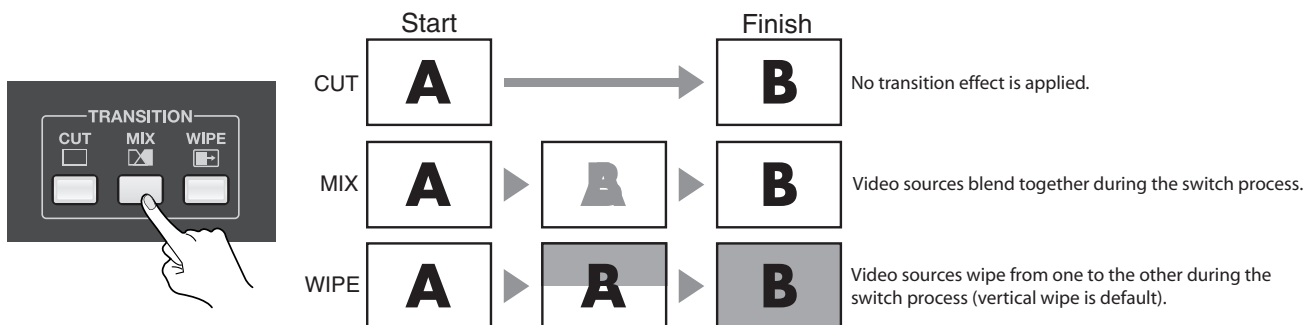 Start Finish
TRANSITION
CUT MIX WIPE
CUT A B No transition effect is applied.
MIX A A B B Video sources blend together during the switch process.
WIPE A B A B Video sources wipe from one to the other during the
switch process (vertical wipe is default).